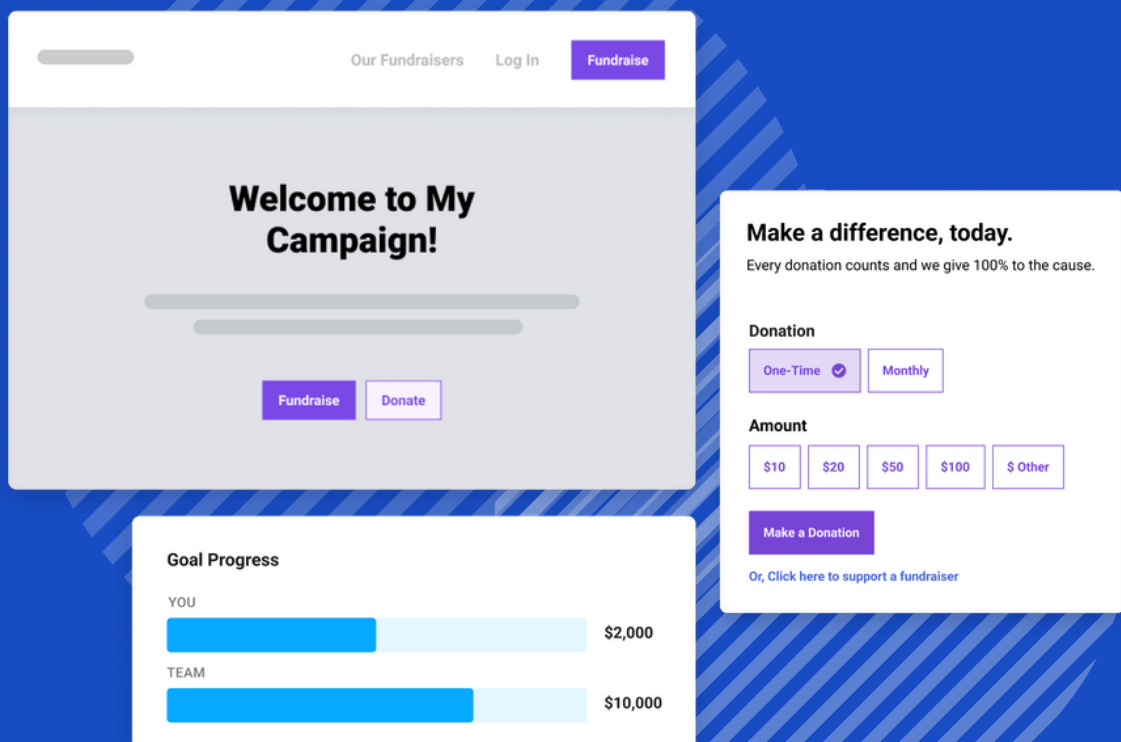 Our Fundraisers Log In Fundraise
Welcome to My
Campaign!
Fundraise Donate
Make a difference, today.
Every donation counts and we give 100% to the cause.
Donation
One-Time Monthly
Amount
$10 $20 $50 $100 $ Other
Make a Donation
Or, Click here to support a fundraiser
Goal Progress
YOU
$2,000
TEAM
$10,000